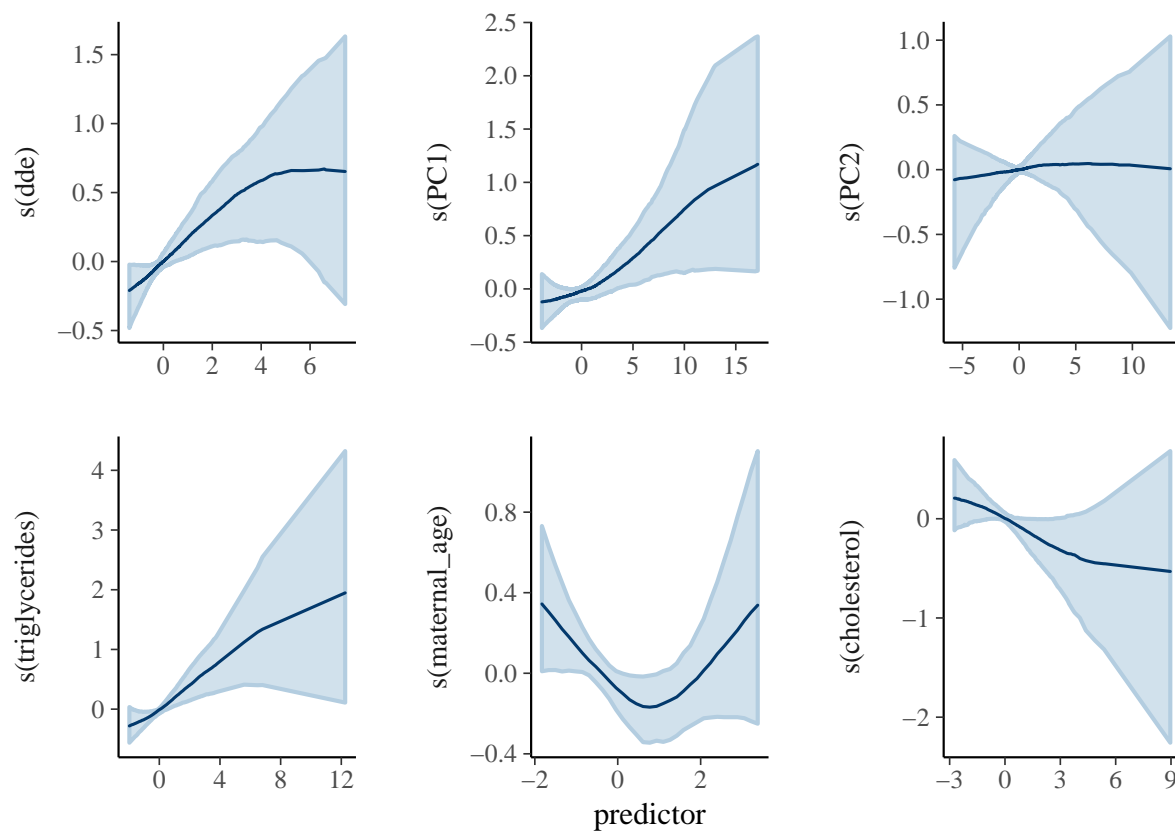 s(dde)
1.5
1.0
0.5
0.0
−0.5
0 2 4 6
s(PC1)
2.5
2.0
1.5
1.0
0.5
0.0
−0.5
0 5 10 15
s(PC2)
1.0
0.5
0.0
−0.5
−1.0
−5 0 5 10
s(triglycerides)
4
3
2
1
0
0 4 8 12
s(maternal_age)
0.8
0.4
0.0
−0.4
−2 0 2
s(cholesterol)
0
−1
−2
−3 0 3 6 9
predictor